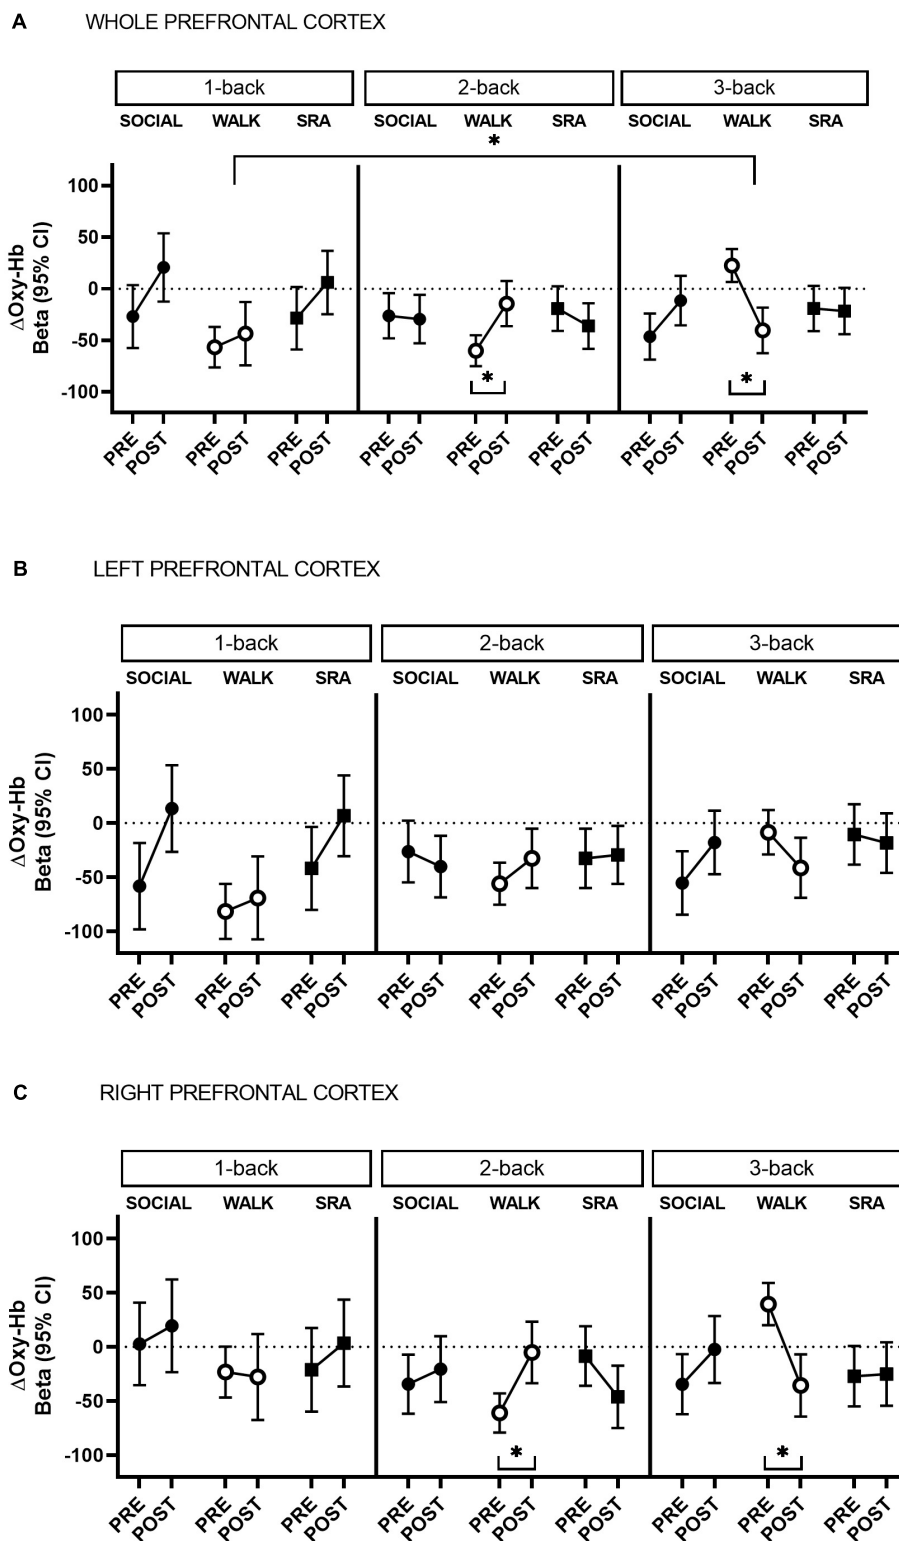 A WHOLE PREFRONTAL CORTEX
1-back 2-back 3-back
SOCIAL WALK SRA SOCIAL WALK SRA SOCIAL WALK SRA
*
100
50
0
-50
-100
ΔOxy-Hb
Beta (95% CI)
* *
PRE POST PRE POST PRE POST PRE POST PRE POST PRE POST PRE POST PRE POST PRE POST
B LEFT PREFRONTAL CORTEX
1-back 2-back 3-back
SOCIAL WALK SRA SOCIAL WALK SRA SOCIAL WALK SRA
100
50
0
-50
-100
ΔOxy-Hb
Beta (95% CI)
PRE POST PRE POST PRE POST PRE POST PRE POST PRE POST PRE POST PRE POST PRE POST
C RIGHT PREFRONTAL CORTEX
1-back 2-back 3-back
SOCIAL WALK SRA SOCIAL WALK SRA SOCIAL WALK SRA
100
50
0
-50
-100
ΔOxy-Hb
Beta (95% CI)
* *
PRE POST PRE POST PRE POST PRE POST PRE POST PRE POST PRE POST PRE POST PRE POST